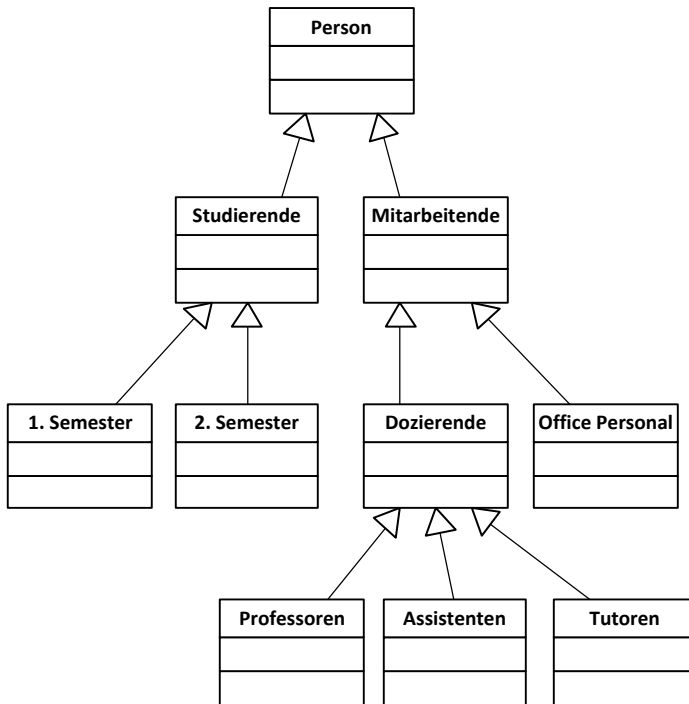 Person
Studierende
Mitarbeitende
1. Semester
2. Semester
Dozierende
Office Personal
Professoren
Assistenten
Tutoren